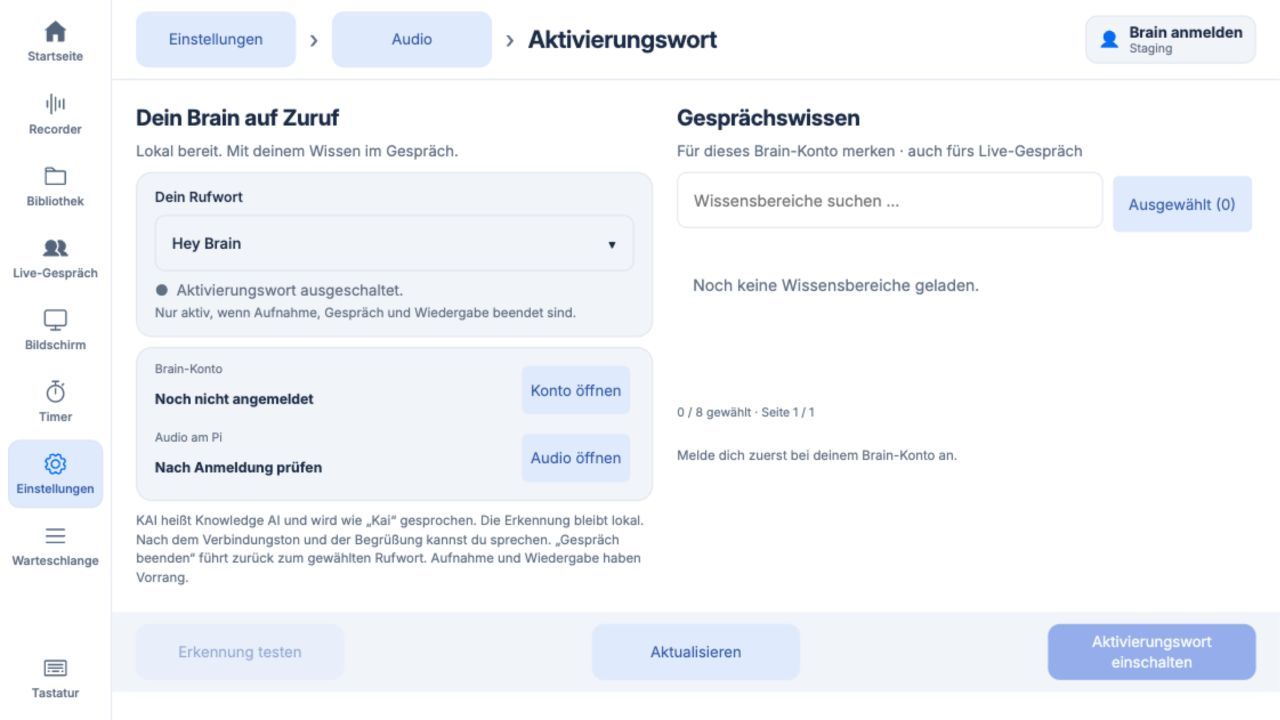 Startseite
Recorder
Bibliothek
Live-Gespräch
Bildschirm
Timer
Einstellungen
Warteschlange
Tastatur
Einstellungen › Audio › Aktivierungswort
Brain anmelden
Staging
Dein Brain auf Zuruf
Lokal bereit. Mit deinem Wissen im Gespräch.
Dein Rufwort
Hey Brain
Aktivierungswort ausgeschaltet.
Nur aktiv, wenn Aufnahme, Gespräch und Wiedergabe beendet sind.
Brain-Konto
Noch nicht angemeldet
Konto öffnen
Audio am Pi
Nach Anmeldung prüfen
Audio öffnen
KAI heißt Knowledge AI und wird wie „Kai“ gesprochen. Die Erkennung bleibt lokal.
Nach dem Verbindungston und der Begrüßung kannst du sprechen. „Gespräch
beenden“ führt zurück zum gewählten Rufwort. Aufnahme und Wiedergabe haben
Vorrang.
Gesprächswissen
Für dieses Brain-Konto merken · auch fürs Live-Gespräch
Wissensbereiche suchen ...
Ausgewählt (0)
Noch keine Wissensbereiche geladen.
0 / 8 gewählt · Seite 1 / 1
Melde dich zuerst bei deinem Brain-Konto an.
Erkennung testen
Aktualisieren
Aktivierungswort
einschalten